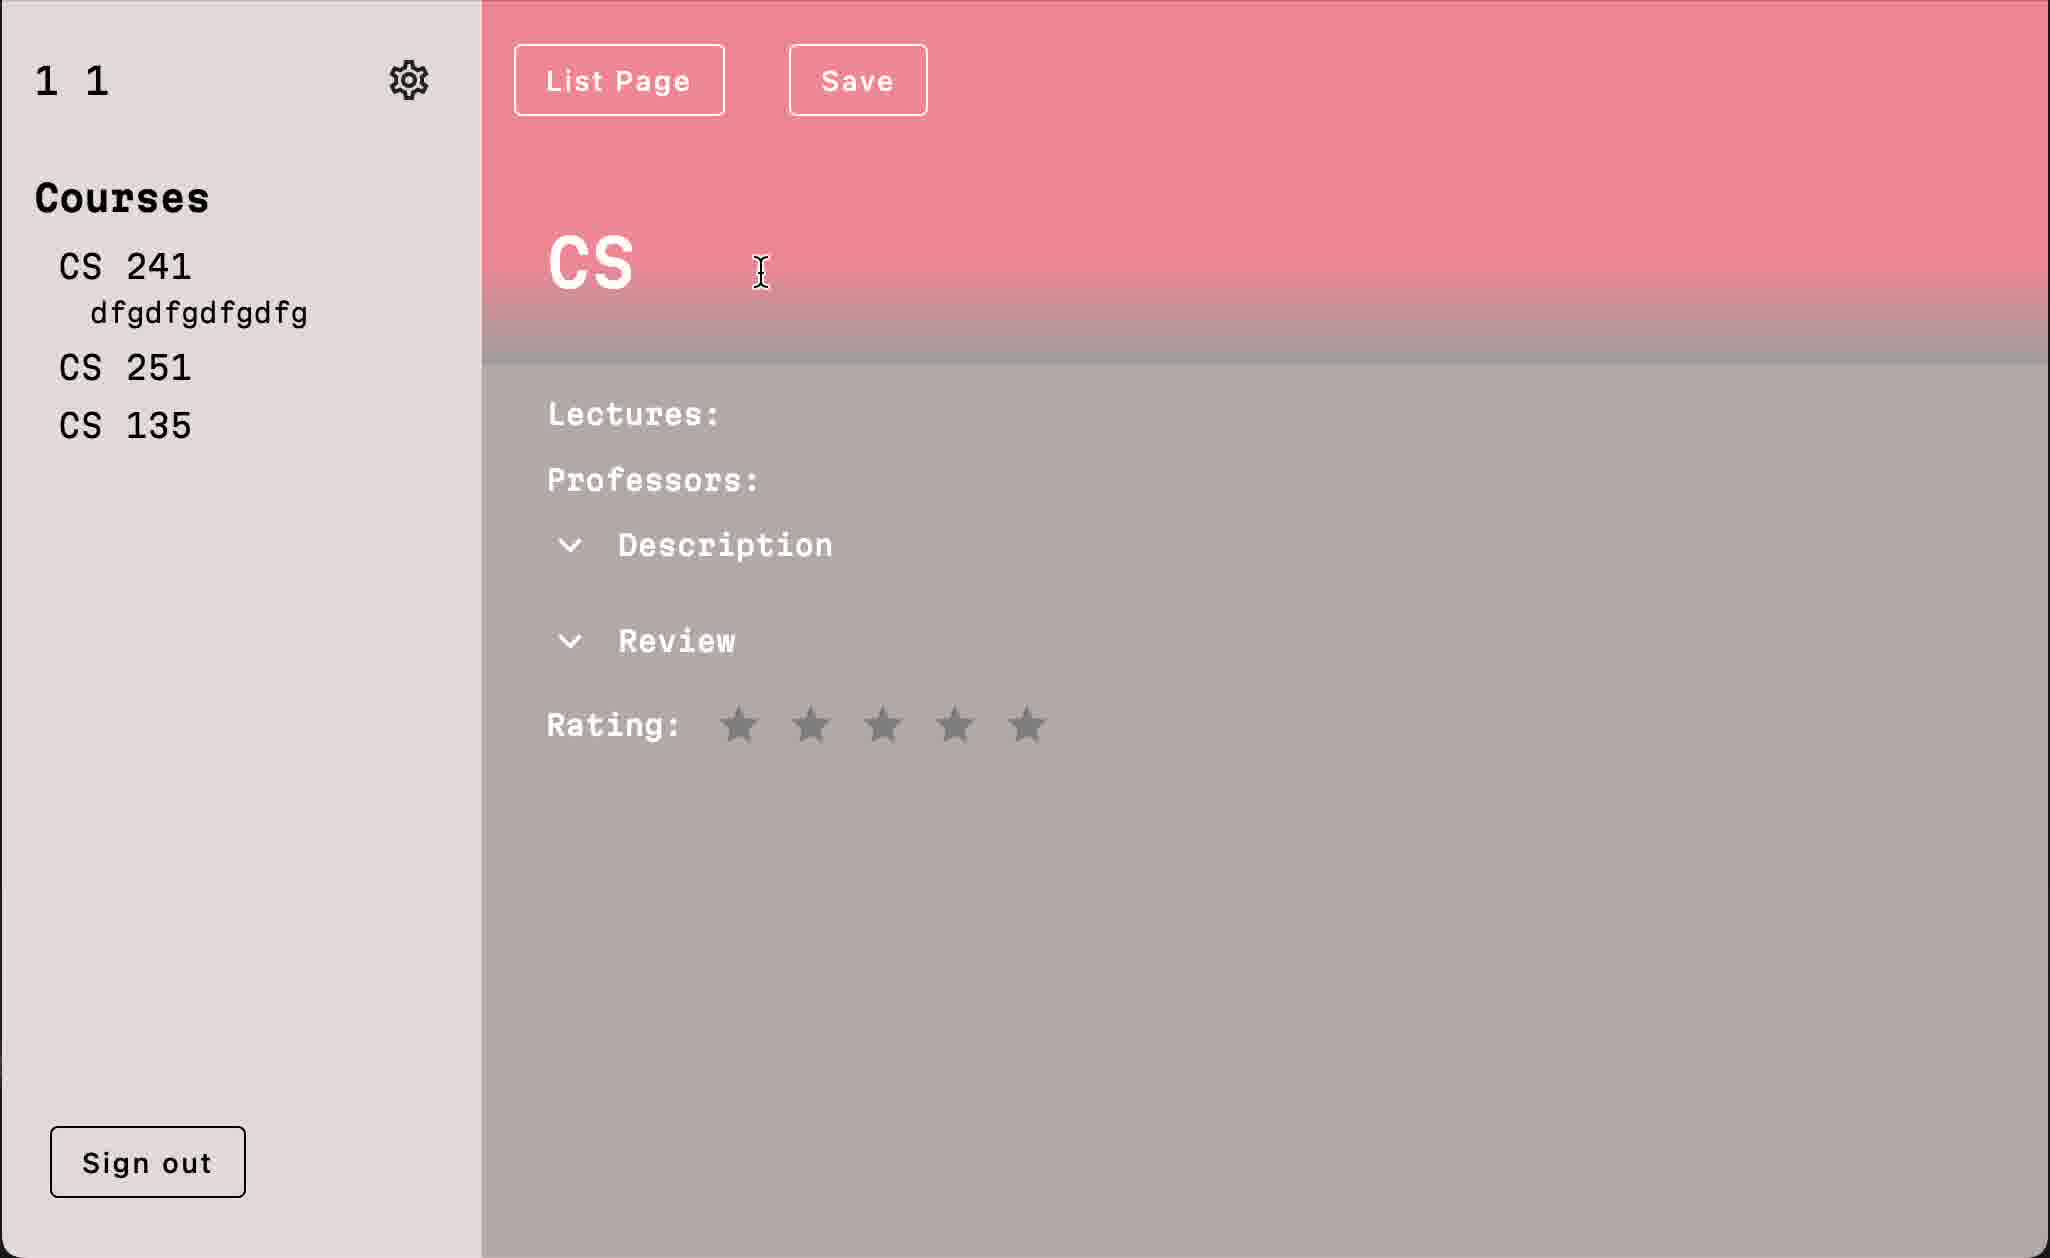 1 1
Courses
CS 241
dfgdfgdfgdfg
CS 251
CS 135
Sign out
List Page
Save
CS
Lectures:
Professors:
Description
Review
Rating: